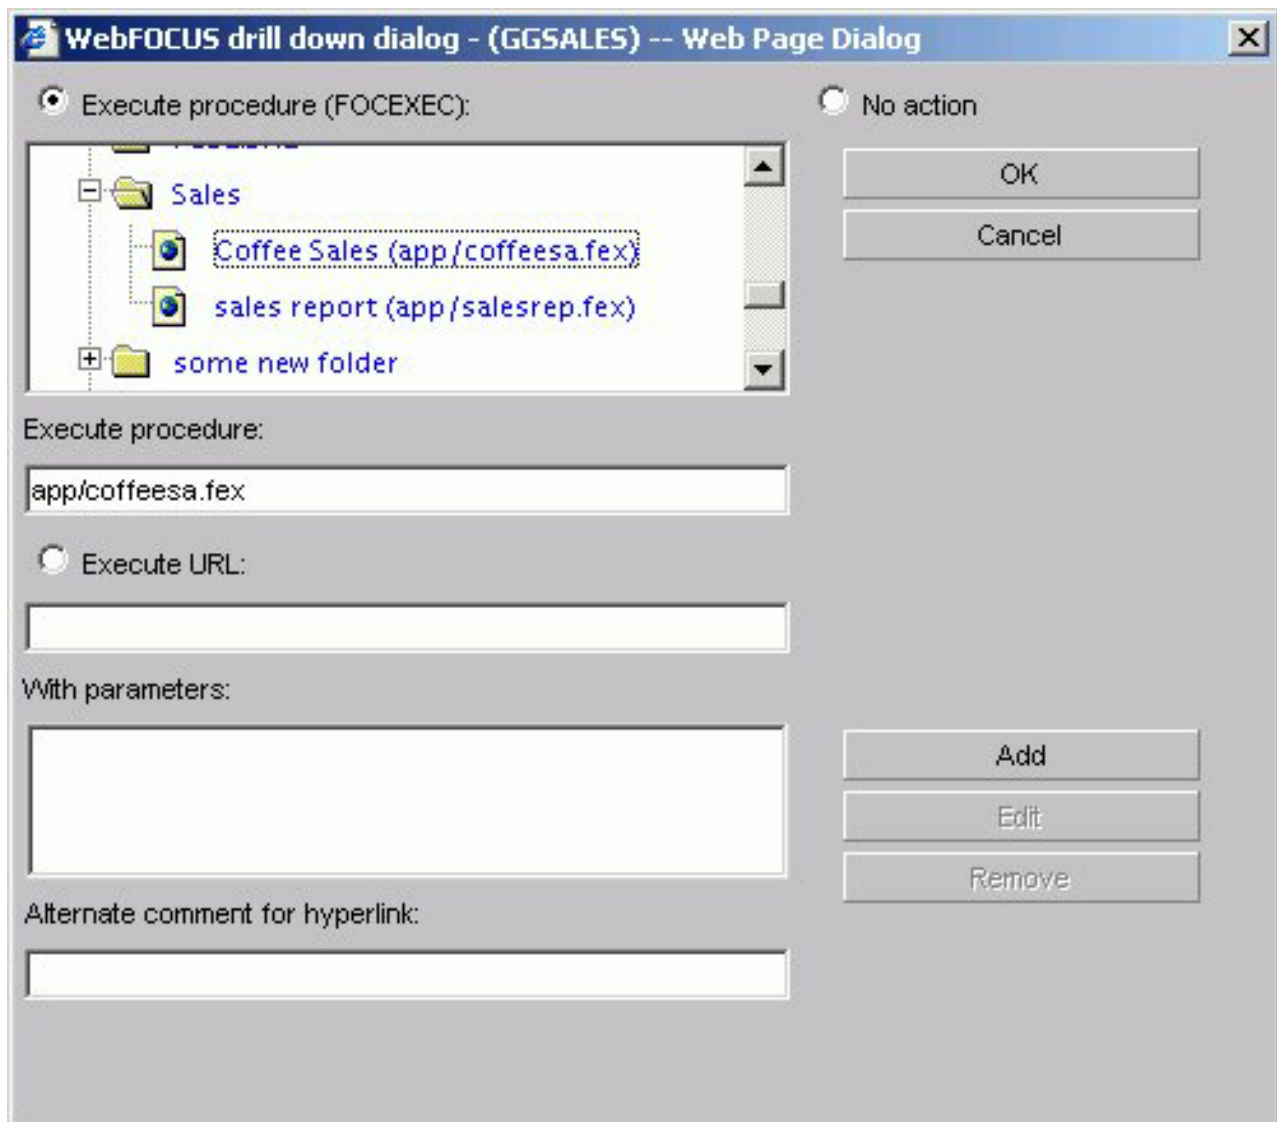 WebFOCUS drill down dialog - (GGSALES) -- Web Page Dialog
Execute procedure (FOCEXEC):
No action
Sales
Coffee Sales (app/coffeesa.fex)
sales report (app/salesrep.fex)
some new folder
OK
Cancel
Execute procedure:
app/coffeesa.fex
Execute URL:
With parameters:
Add
Edit
Remove
Alternate comment for hyperlink: